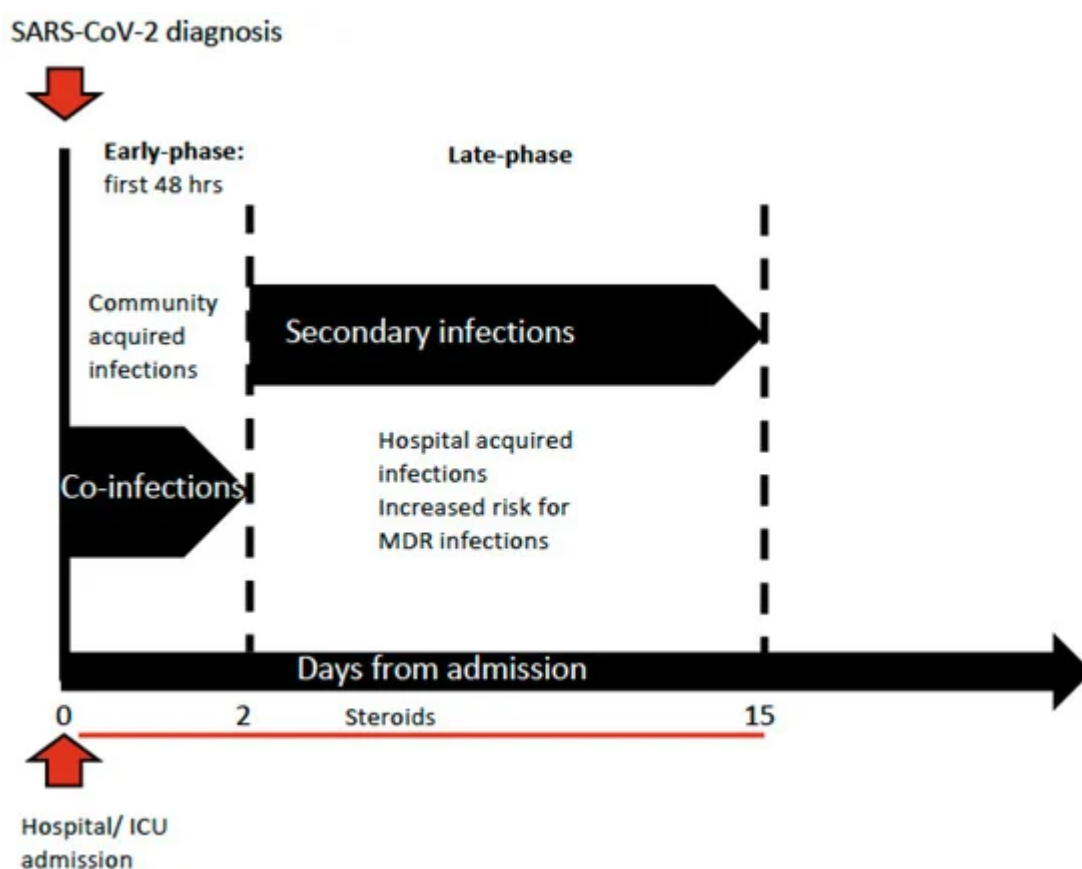 SARS-CoV-2 diagnosis
Early-phase:
first 48 hrs
Late-phase
Community
acquired
infections
Secondary infections
Co-infections
Hospital acquired
infections
Increased risk for
MDR infections
Days from admission
0
2
Steroids
15
Hospital/ ICU
admission